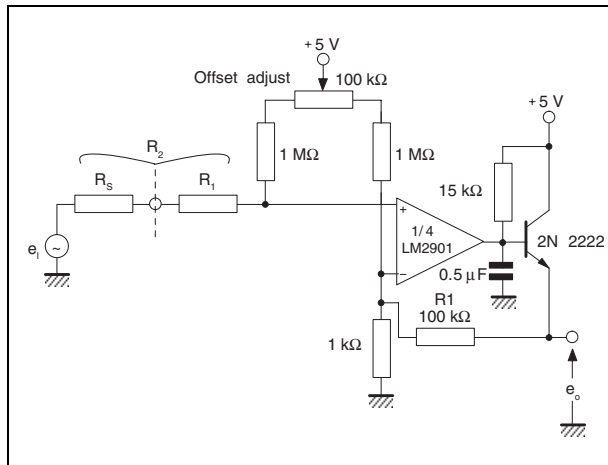 +5 V
Offset adjust
100 kΩ
+5 V
R2
1 MΩ
1 MΩ
RS
R1
15 kΩ
+
1/4
LM2901
2N 2222
eI
~
−
0.5 μF
R1
100 kΩ
1 kΩ
eo